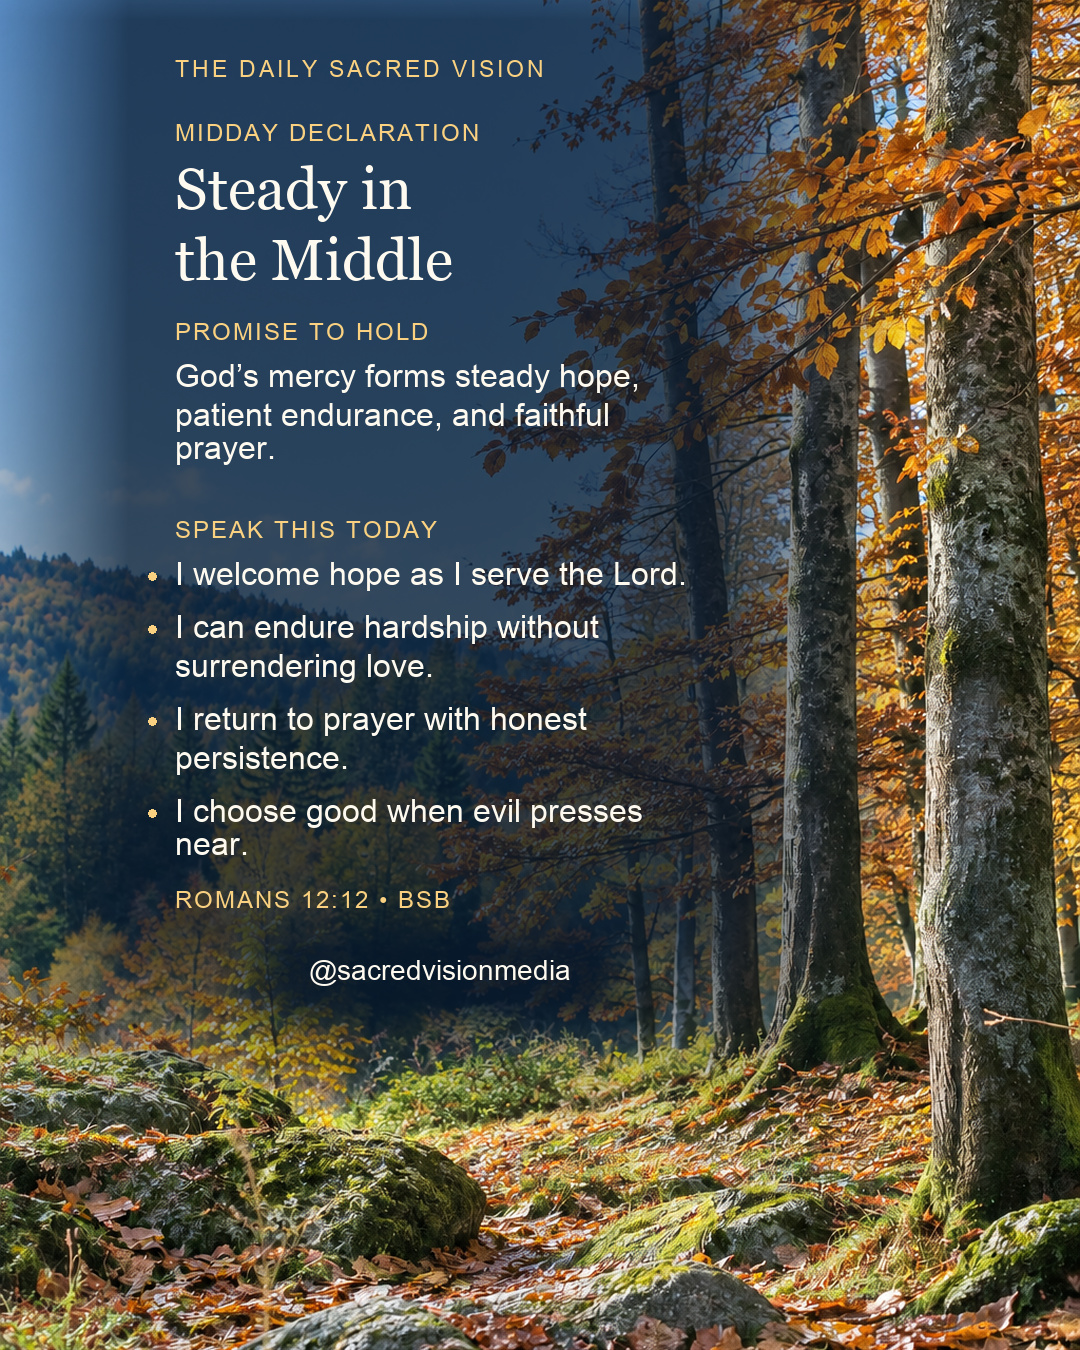 THE DAILY SACRED VISION
MIDDAY DECLARATION
Steady in
the Middle
PROMISE TO HOLD
God’s mercy forms steady hope,
patient endurance, and faithful
prayer.
SPEAK THIS TODAY
• I welcome hope as I serve the Lord.
• I can endure hardship without
surrendering love.
• I return to prayer with honest
persistence.
• I choose good when evil presses
near.
ROMANS 12:12 • BSB
@sacredvisionmedia